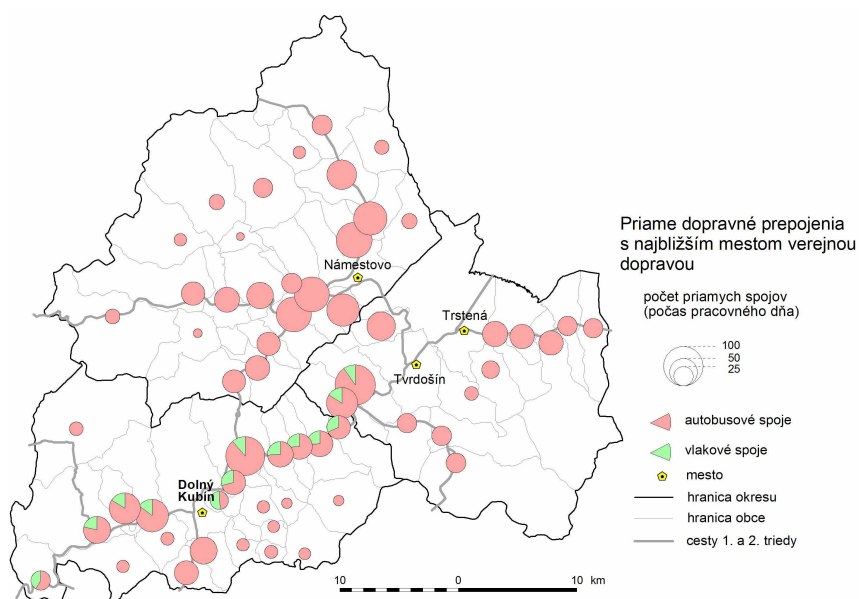 Námestovo
Trstená
Tvrdošín
Dolný
Kubín
Priame dopravné prepojenia
s najbližším mestom verejnou
dopravou
počet priamych spojov
(počas pracovného dňa)
100
50
25
autobusové spoje
vlakové spoje
mesto
hranica okresu
hranica obce
cesty 1. a 2. triedy
10 0 10 km